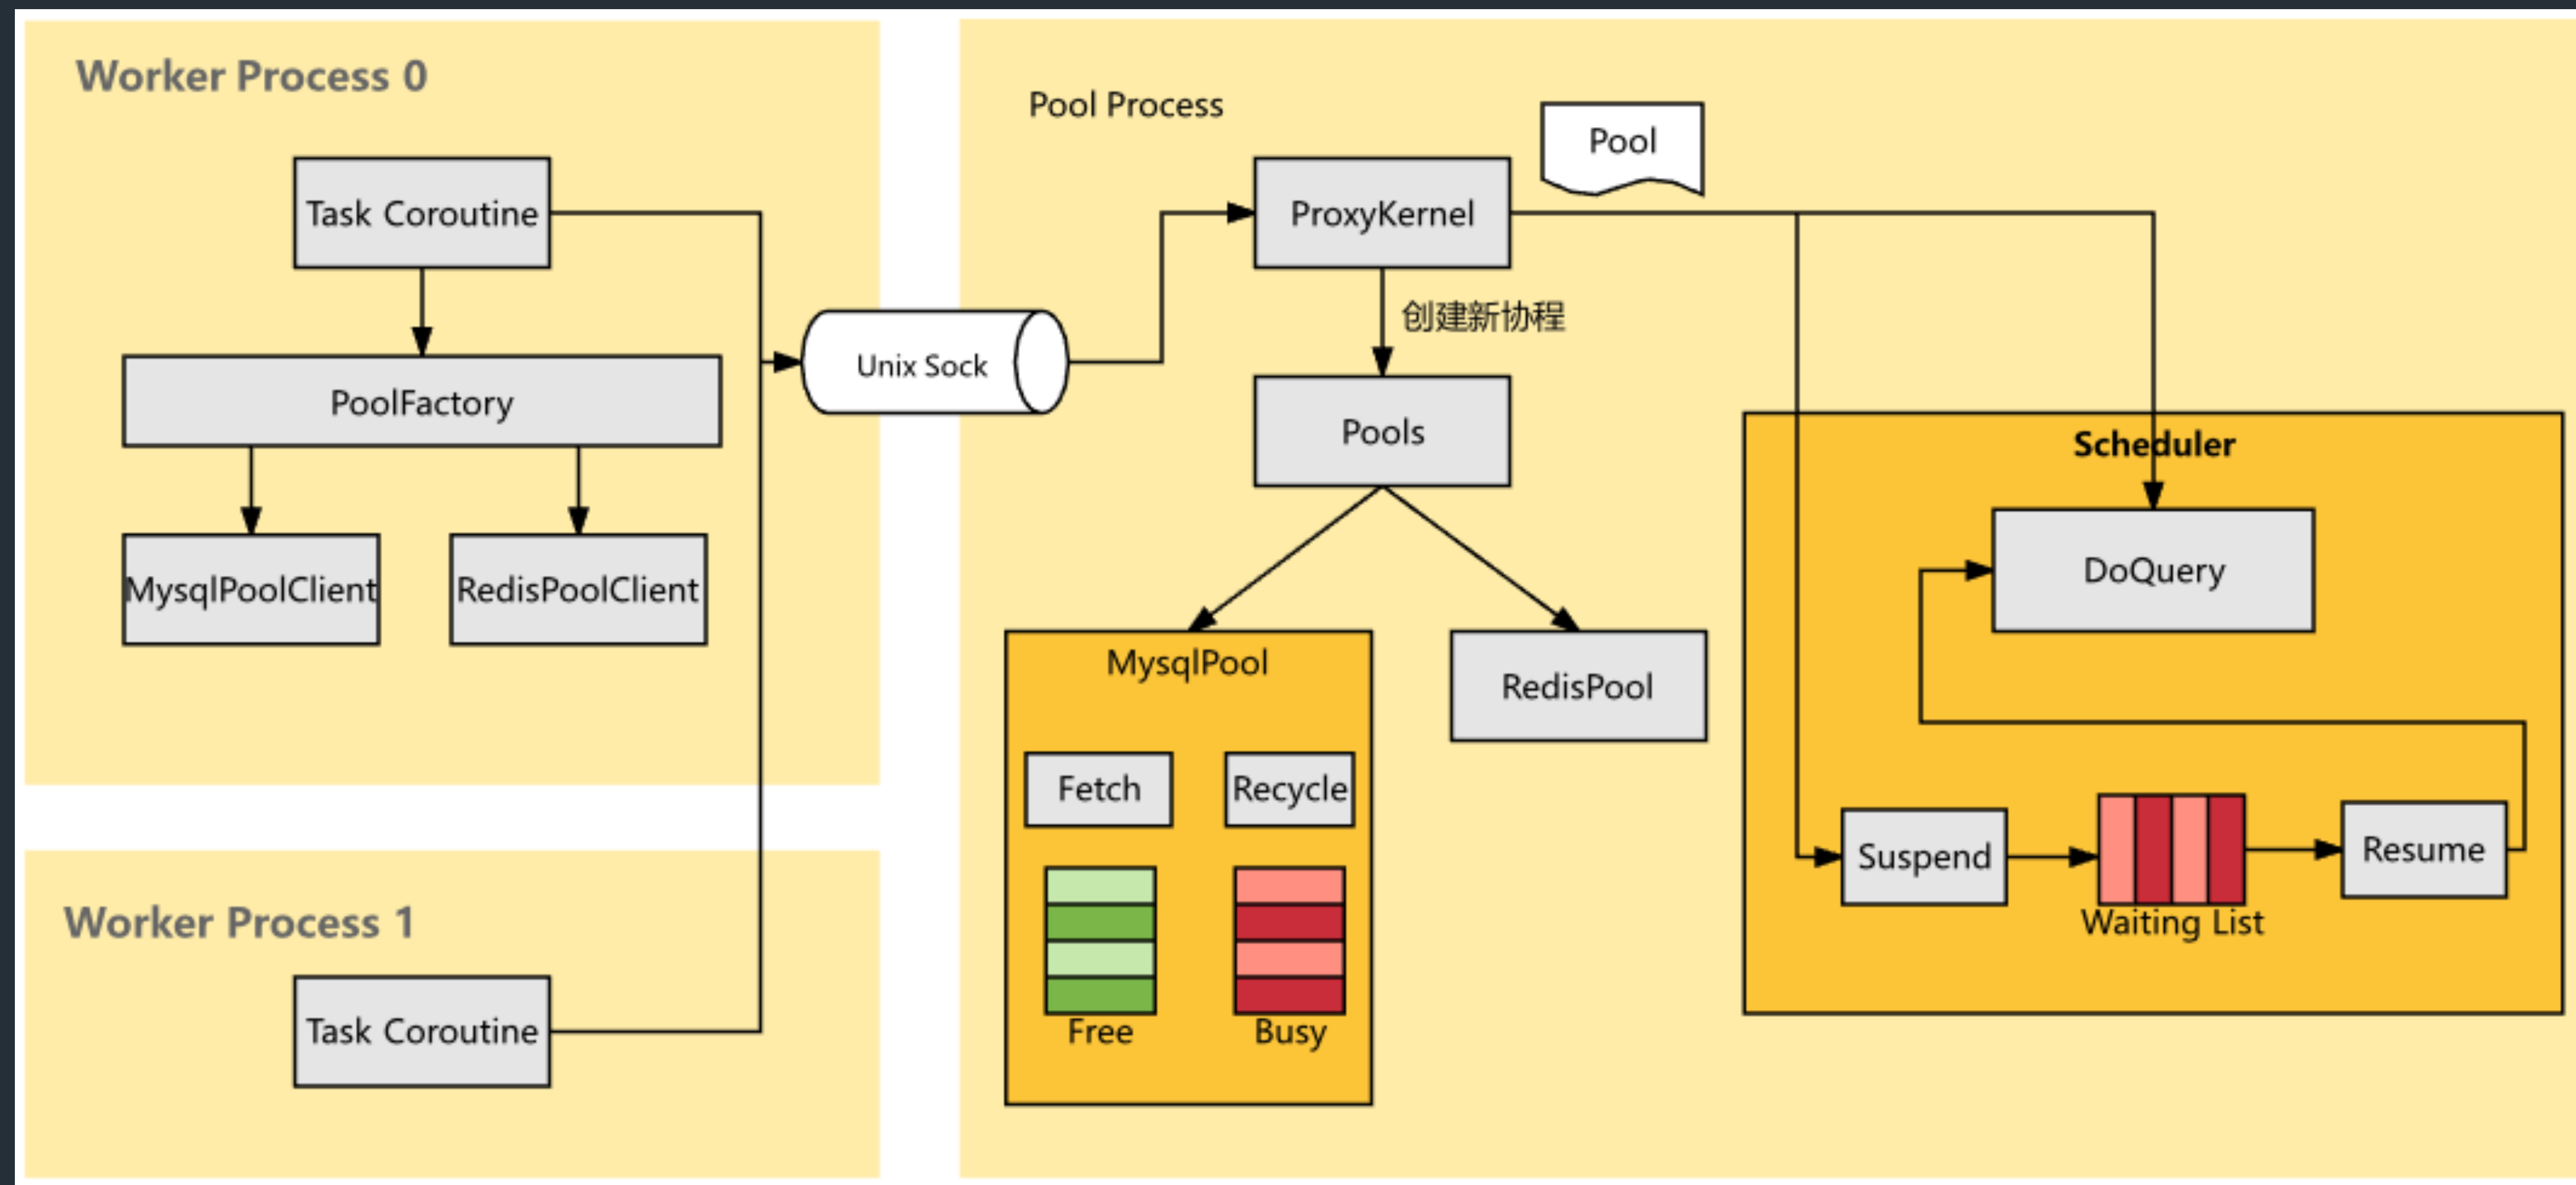 Worker Process 0
Task Coroutine
PoolFactory
MysqlPoolClient
RedisPoolClient
Worker Process 1
Task Coroutine
Unix Sock
Pool Process
ProxyKernel
Pool
创建新协程
Pools
MysqlPool
Fetch
Recycle
Free
Busy
RedisPool
Scheduler
DoQuery
Suspend
Waiting List
Resume